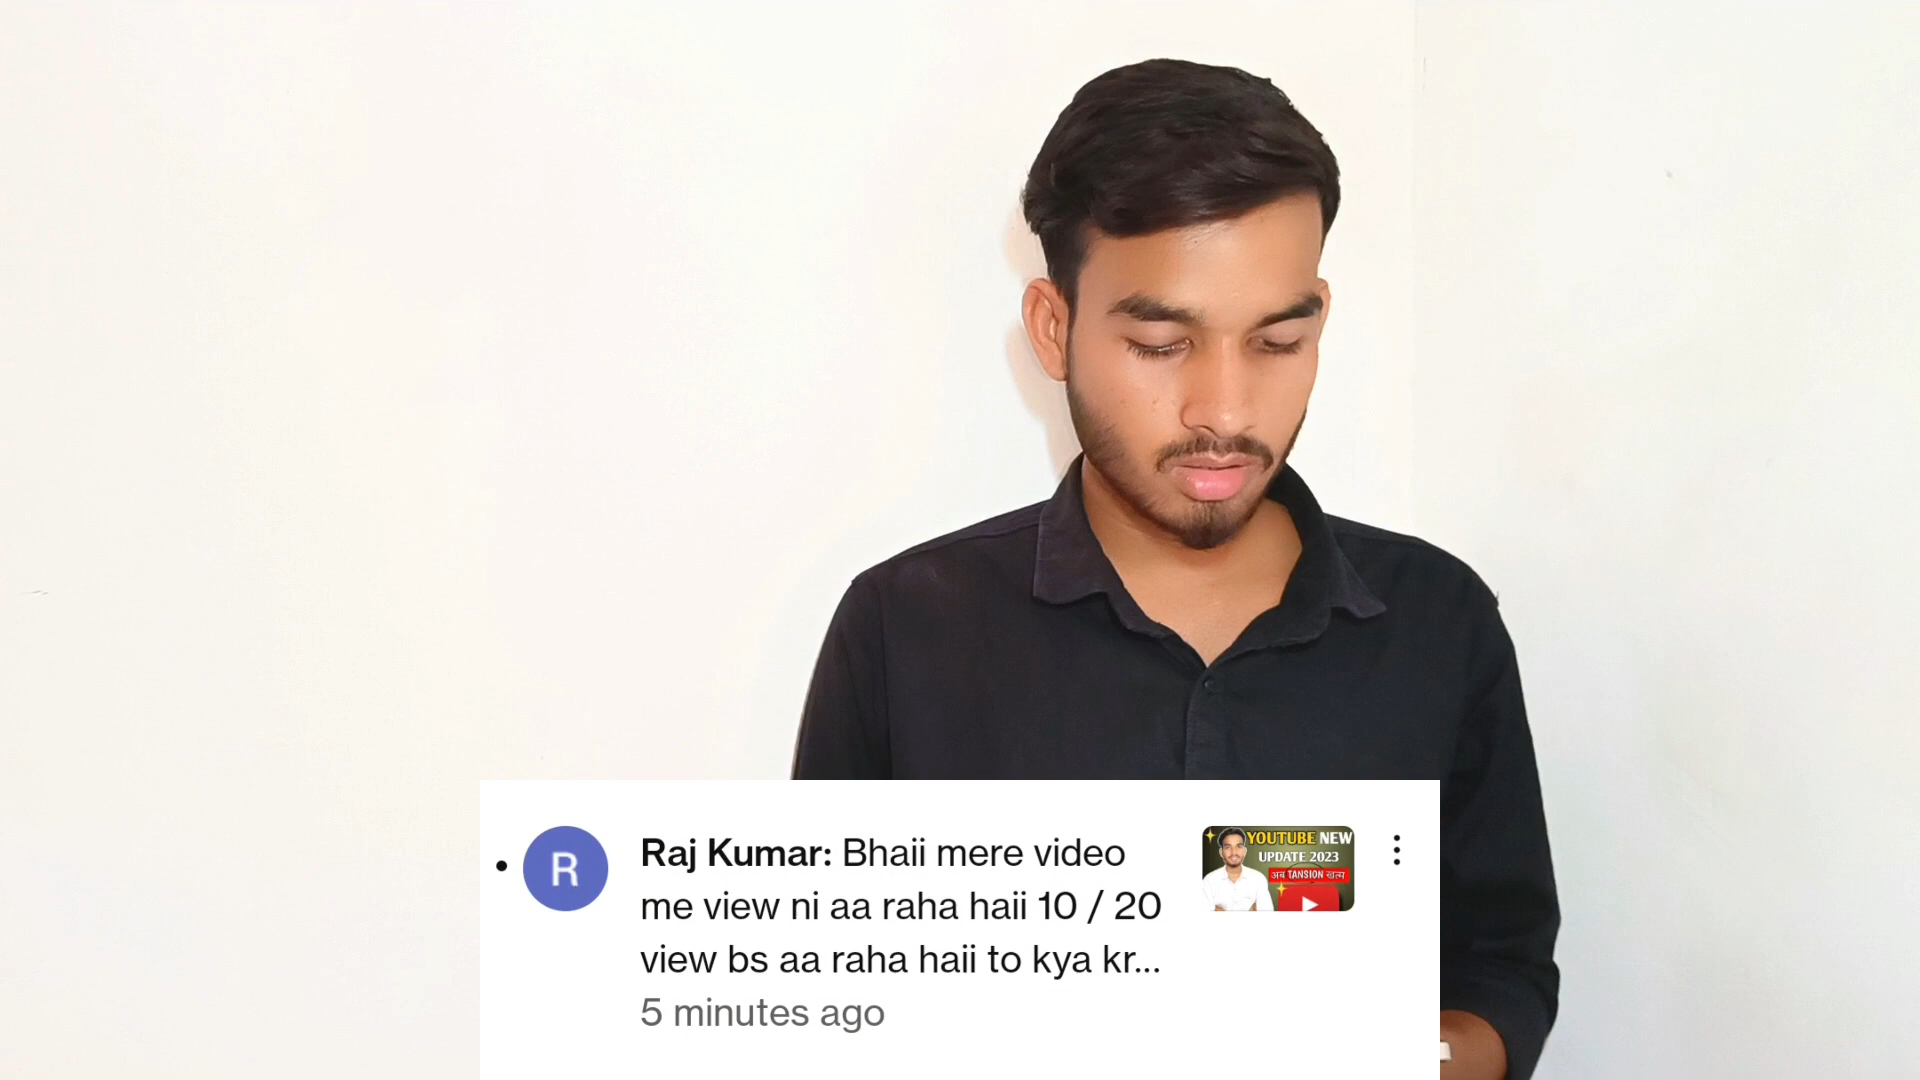 R
Raj Kumar: Bhaii mere video
me view ni aa raha haii 10 / 20
view bs aa raha haii to kya kr...
5 minutes ago
YOUTUBE NEW
UPDATE 2023
अब TANSION खत्म